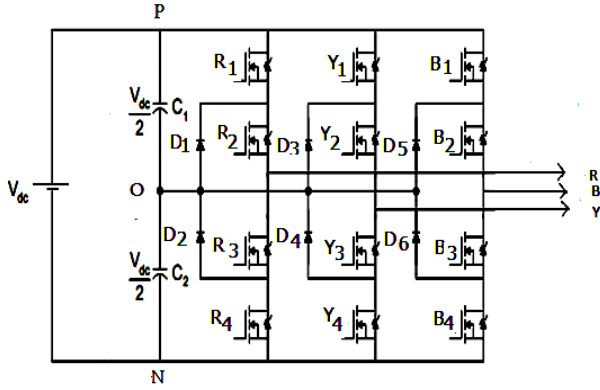 P
R1 Y1 B1
Vdc/2 C1
D1 R2 D3 Y2 D5 B2
R
Vdc O B
Y
D2 R3 D4 Y3 D6 B3
Vdc/2 C2
R4 Y4 B4
N